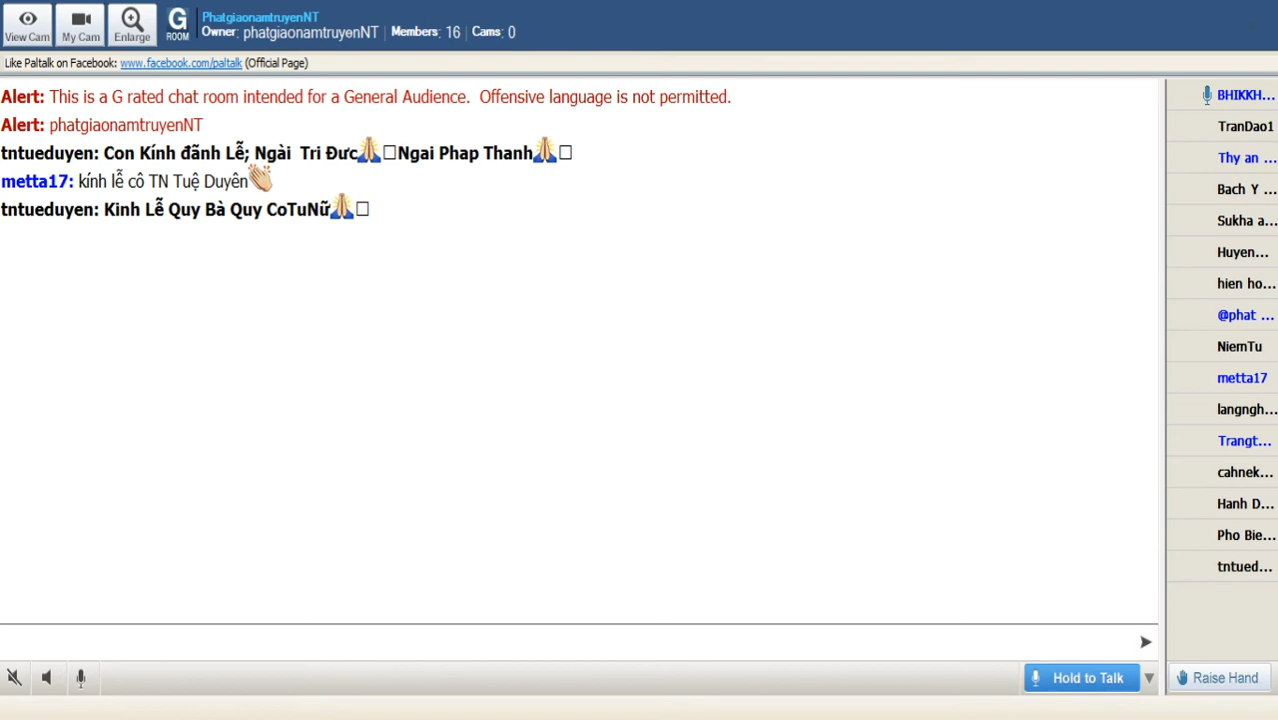 View Cam
My Cam
Enlarge
G
ROOM
PhatgiaonamtruyenNT
Owner: phatgiaonamtruyenNT Members: 16 Cams: 0
Like Paltalk on Facebook: www.facebook.com/paltalk (Official Page)
Alert: This is a G rated chat room intended for a General Audience. Offensive language is not permitted.
Alert: phatgiaonamtruyenNT
tntueduyen: Con Kính đãnh Lễ; Ngài Tri Đưc🙏□Ngai Phap Thanh🙏□
metta17: kính lễ cô TN Tuệ Duyên👏
tntueduyen: Kinh Lễ Quy Bà Quy CoTuNữ🙏□
BHIKKH...
TranDao1
Thy an ...
Bach Y ...
Sukha a...
Huyen...
hien ho...
@phat ...
NiemTu
metta17
langngh...
Trangt...
cahnek...
Hanh D...
Pho Bie...
tntued...
Hold to Talk
Raise Hand